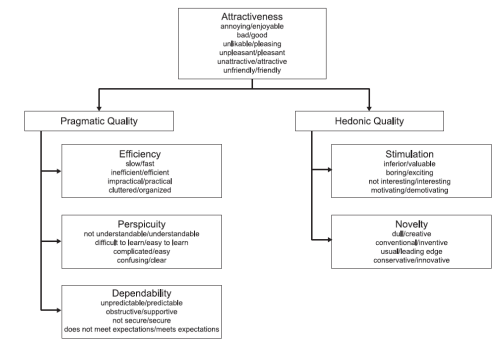 Attractiveness
annoying/enjoyable
bad/good
unlikable/pleasing
unpleasant/pleasant
unattractive/attractive
unfriendly/friendly
Pragmatic Quality
Hedonic Quality
Efficiency
slow/fast
inefficient/efficient
impractical/practical
cluttered/organized
Stimulation
inferior/valuable
boring/exciting
not interesting/interesting
motivating/demotivating
Perspicuity
not understandable/understandable
difficult to learn/easy to learn
complicated/easy
confusing/clear
Novelty
dull/creative
conventional/inventive
usual/leading edge
conservative/innovative
Dependability
unpredictable/predictable
obstructive/supportive
not secure/secure
does not meet expectations/meets expectations